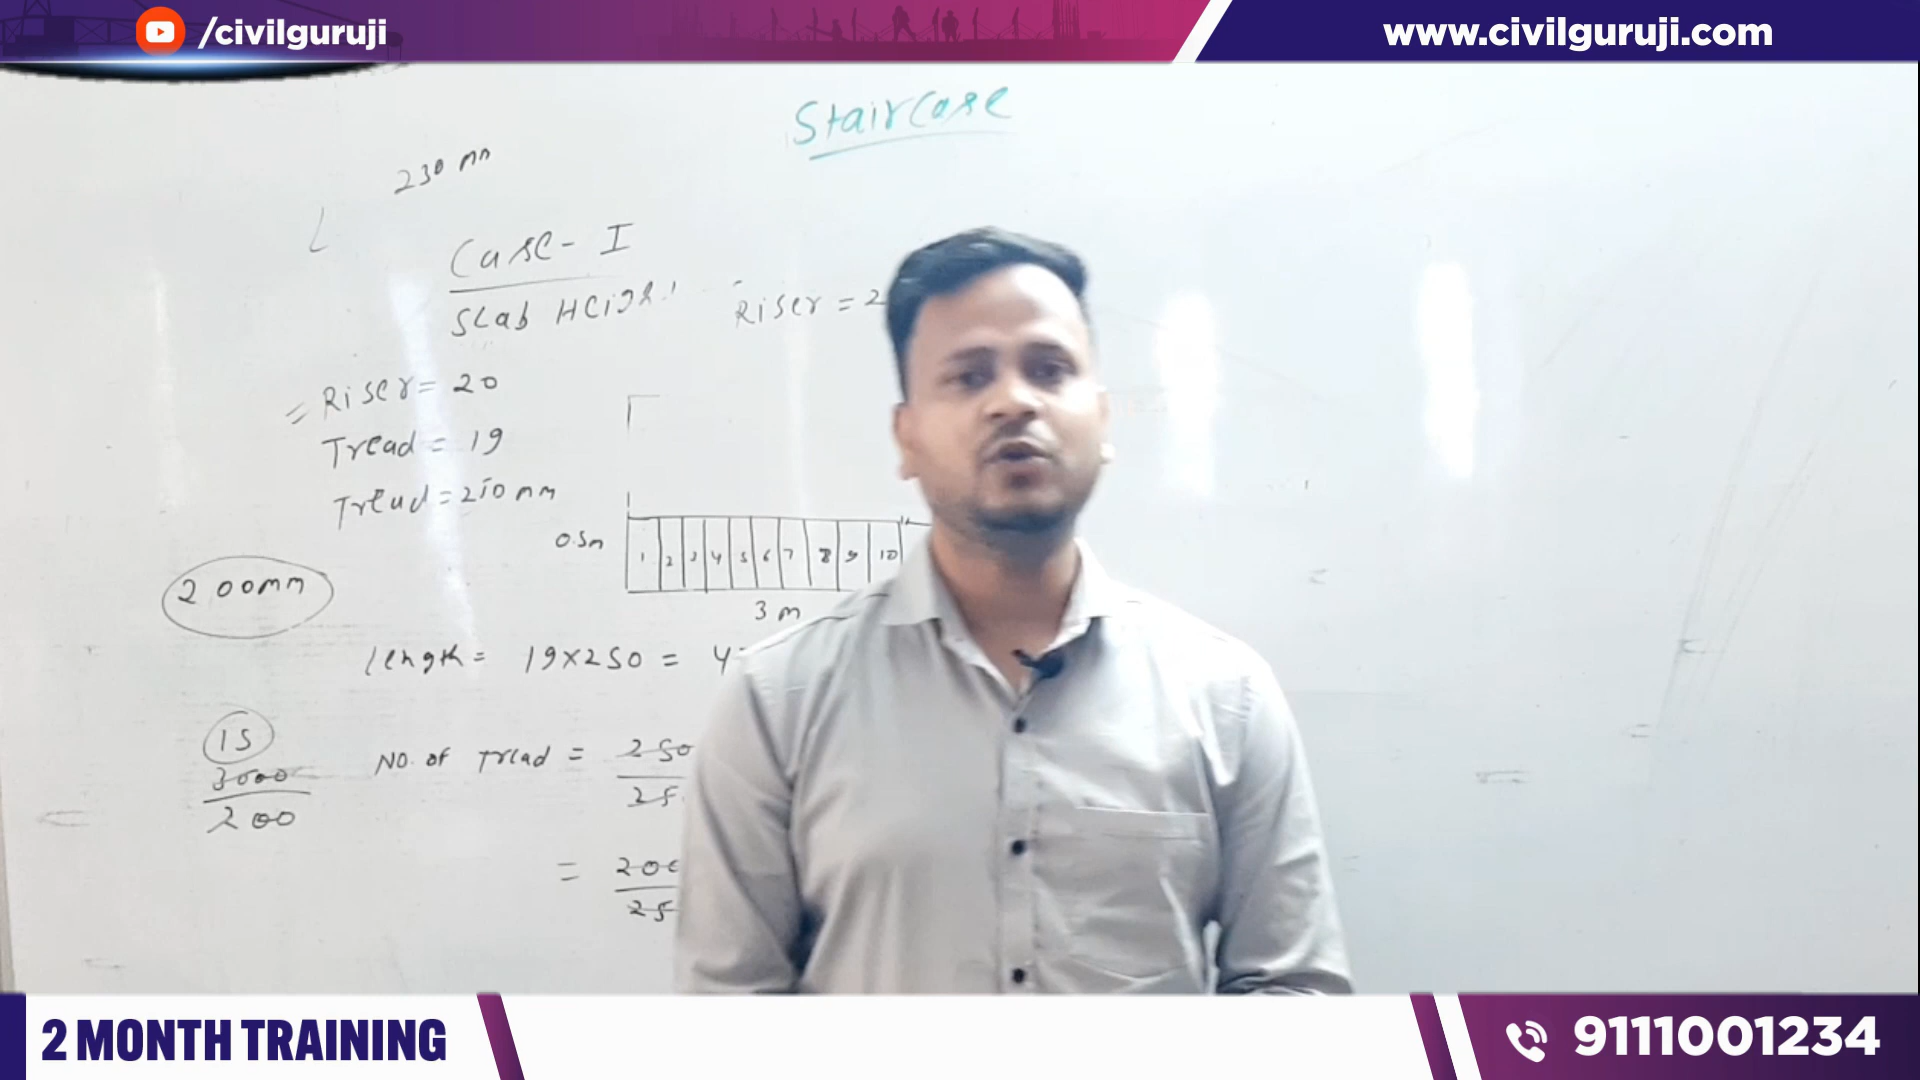 /civilguruji
www.civilguruji.com
Staircase
230 mm
Case - I
Slab Height
Riser = 2
= Riser = 20
Tread = 19
Tread = 250 mm
0.5m
1 2 3 4 5 6 7 8 9 10
3 m
200mm
length = 19x250 = 4
15
3000
200
NO. of Tread =
250
25
=
200
25
2 MONTH TRAINING
9111001234